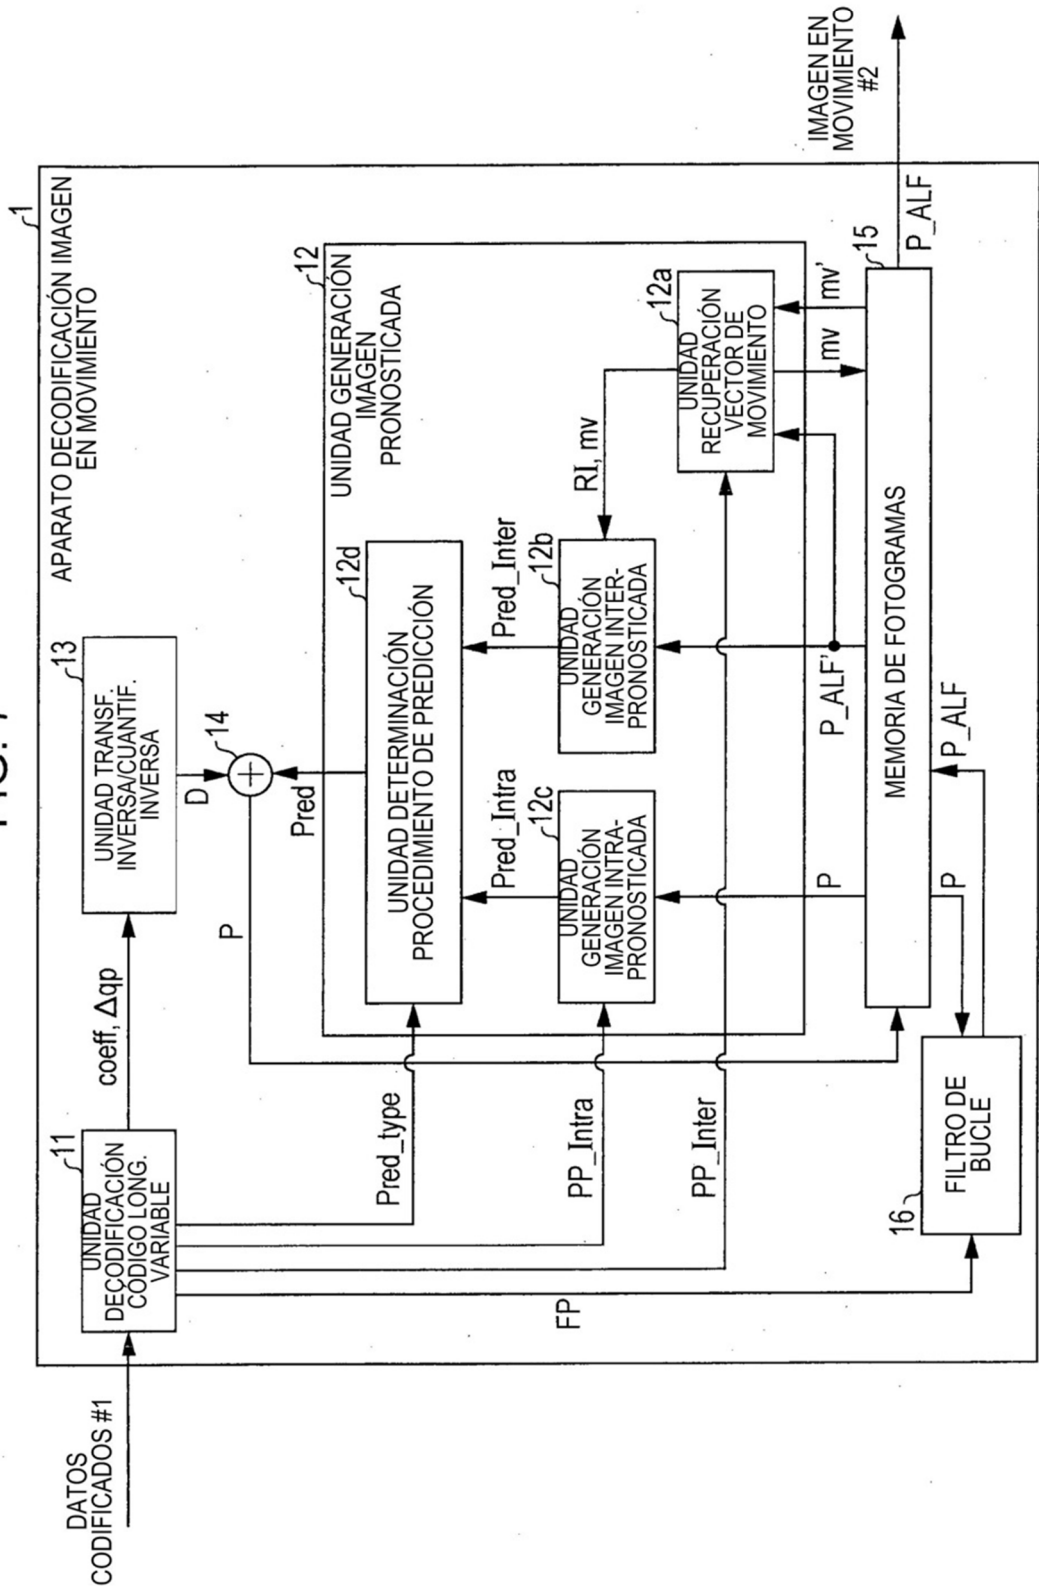 1
APARATO DECODIFICACIÓN IMAGEN
EN MOVIMIENTO
DATOS
CODIFICADOS #1
11
UNIDAD
DECODIFICACIÓN
CÓDIGO LONG.
VARIABLE
coeff, Δqp
13
UNIDAD TRANSF.
INVERSA/CUANTIF.
INVERSA
D
14
+
P
Pred
12
UNIDAD GENERACIÓN
IMAGEN
PRONOSTICADA
Pred_type
12d
UNIDAD DETERMINACIÓN
PROCEDIMIENTO DE PREDICCIÓN
Pred_Intra
Pred_Inter
RI, mv
PP_Intra
12c
UNIDAD
GENERACIÓN
IMAGEN INTRA-
PRONOSTICADA
12b
UNIDAD
GENERACIÓN
IMAGEN INTER-
PRONOSTICADA
12a
UNIDAD
RECUPERACIÓN
VECTOR DE
MOVIMIENTO
PP_Inter
FP
P
P_ALF'
mv
mv'
15
MEMORIA DE FOTOGRAMAS
P
P_ALF
P_ALF
16
FILTRO DE
BUCLE
IMAGEN EN
MOVIMIENTO
#2